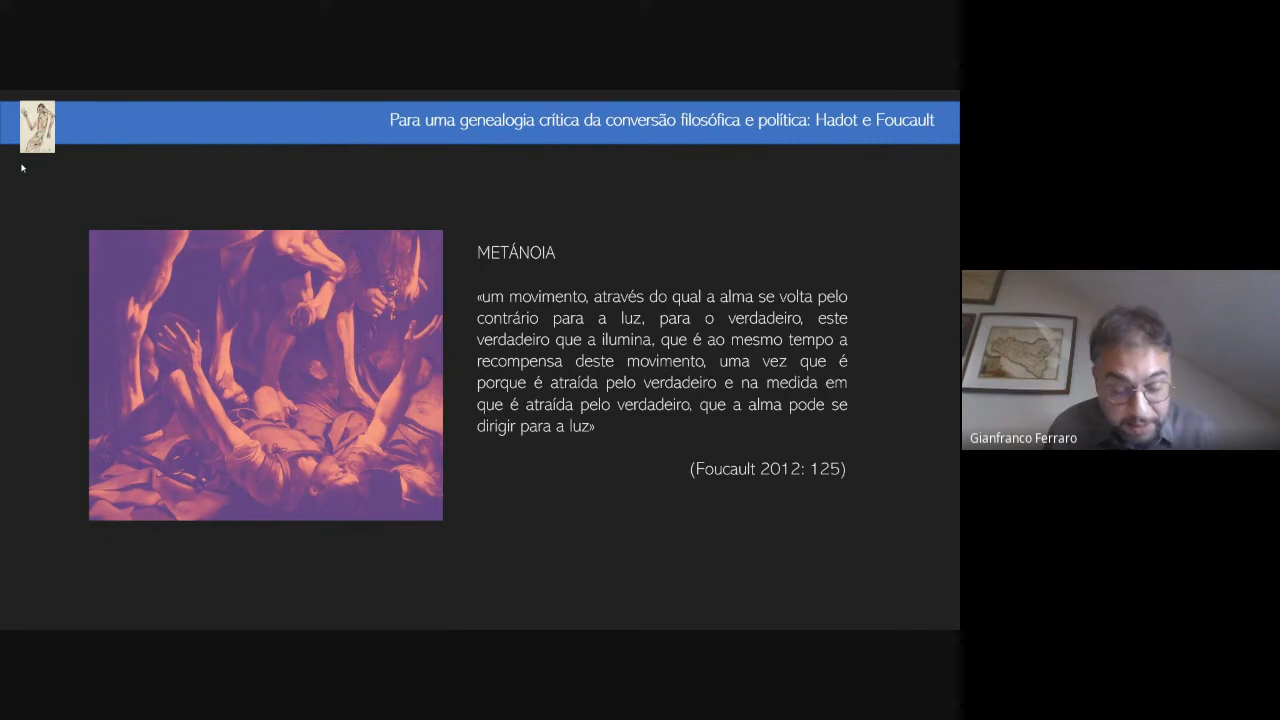 Para uma genealogia crítica da conversão filosófica e política: Hadot e Foucault
METÁNOIA
«um movimento, através do qual a alma se volta pelo
contrário para a luz, para o verdadeiro, este
verdadeiro que a ilumina, que é ao mesmo tempo a
recompensa deste movimento, uma vez que é
porque é atraída pelo verdadeiro e na medida em
que é atraída pelo verdadeiro, que a alma pode se
dirigir para a luz»
(Foucault 2012: 125)
Gianfranco Ferraro